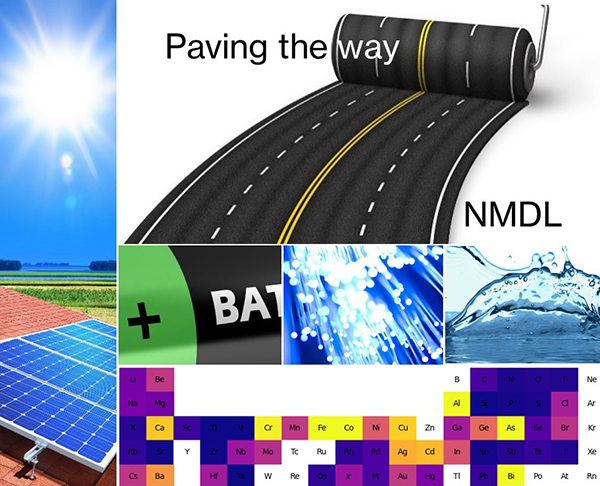 Paving the way
NMDL
+ BAT
Li Be B C N O F Ne
Na Mg Al Si P S Cl Ar
K Ca Sc Ti V Cr Mn Fe Co Ni Cu Zn Ga Ge As Se Br Kr
Rb Sr Y Zr Nb Mo Tc Ru Rh Pd Ag Cd In Sn Sb Te I Xe
Cs Ba Hf Ta W Re Os Ir Pt Au Hg Tl Pb Bi Po At Rn